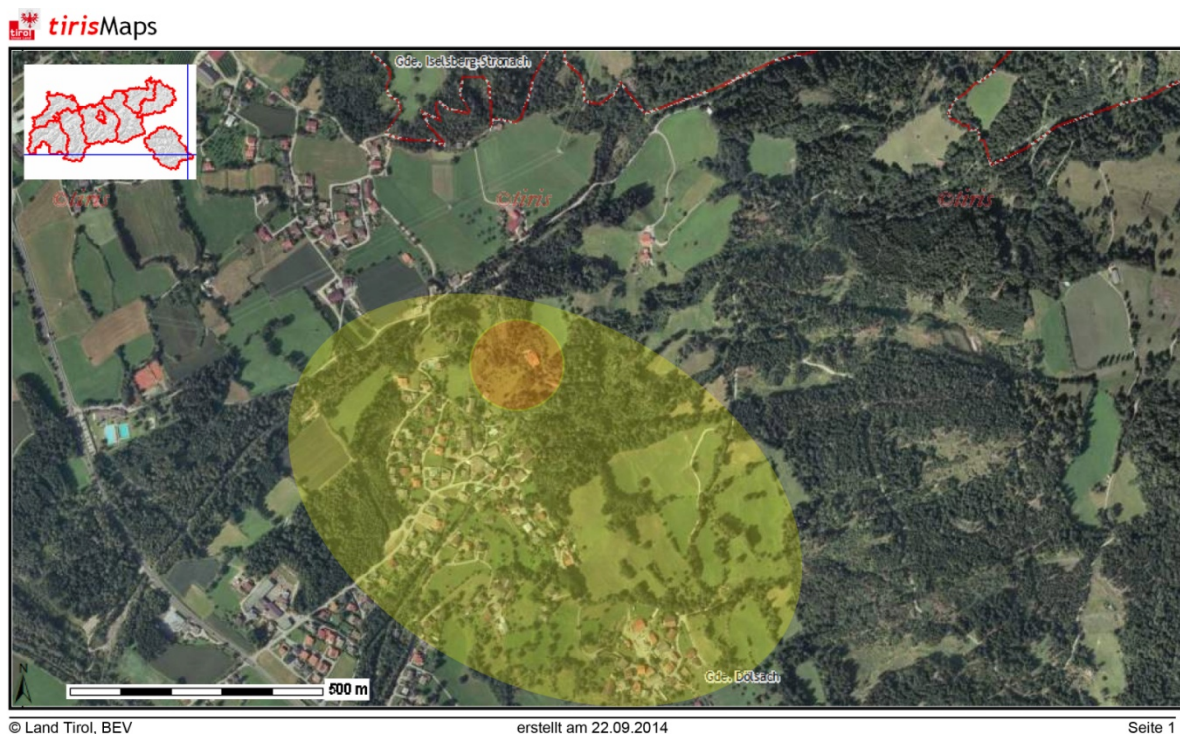 tirol
tirisMaps
Gde. Iselsberg-Stronach
©tiris ©tiris ©tiris
Gde. Dölsach
N
500 m
© Land Tirol, BEV erstellt am 22.09.2014 Seite 1